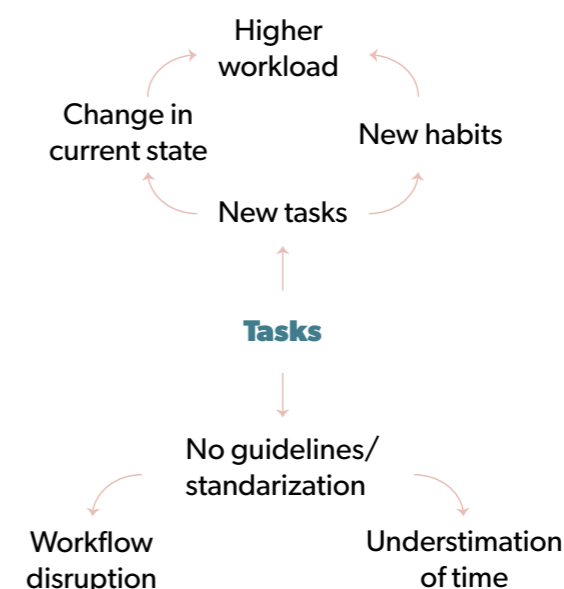 Higher
workload
Change in
current state
New habits
New tasks
Tasks
No guidelines/
standarization
Workflow
disruption
Understimation
of time